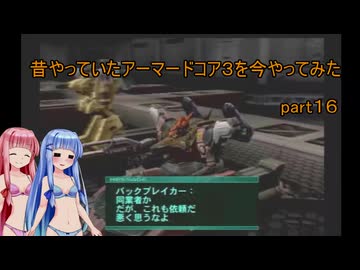 昔やっていたアーマードコア3を今やってみた
part16
バックブレイカー：
同業者か
だが、これも依頼だ
悪く思うなよ